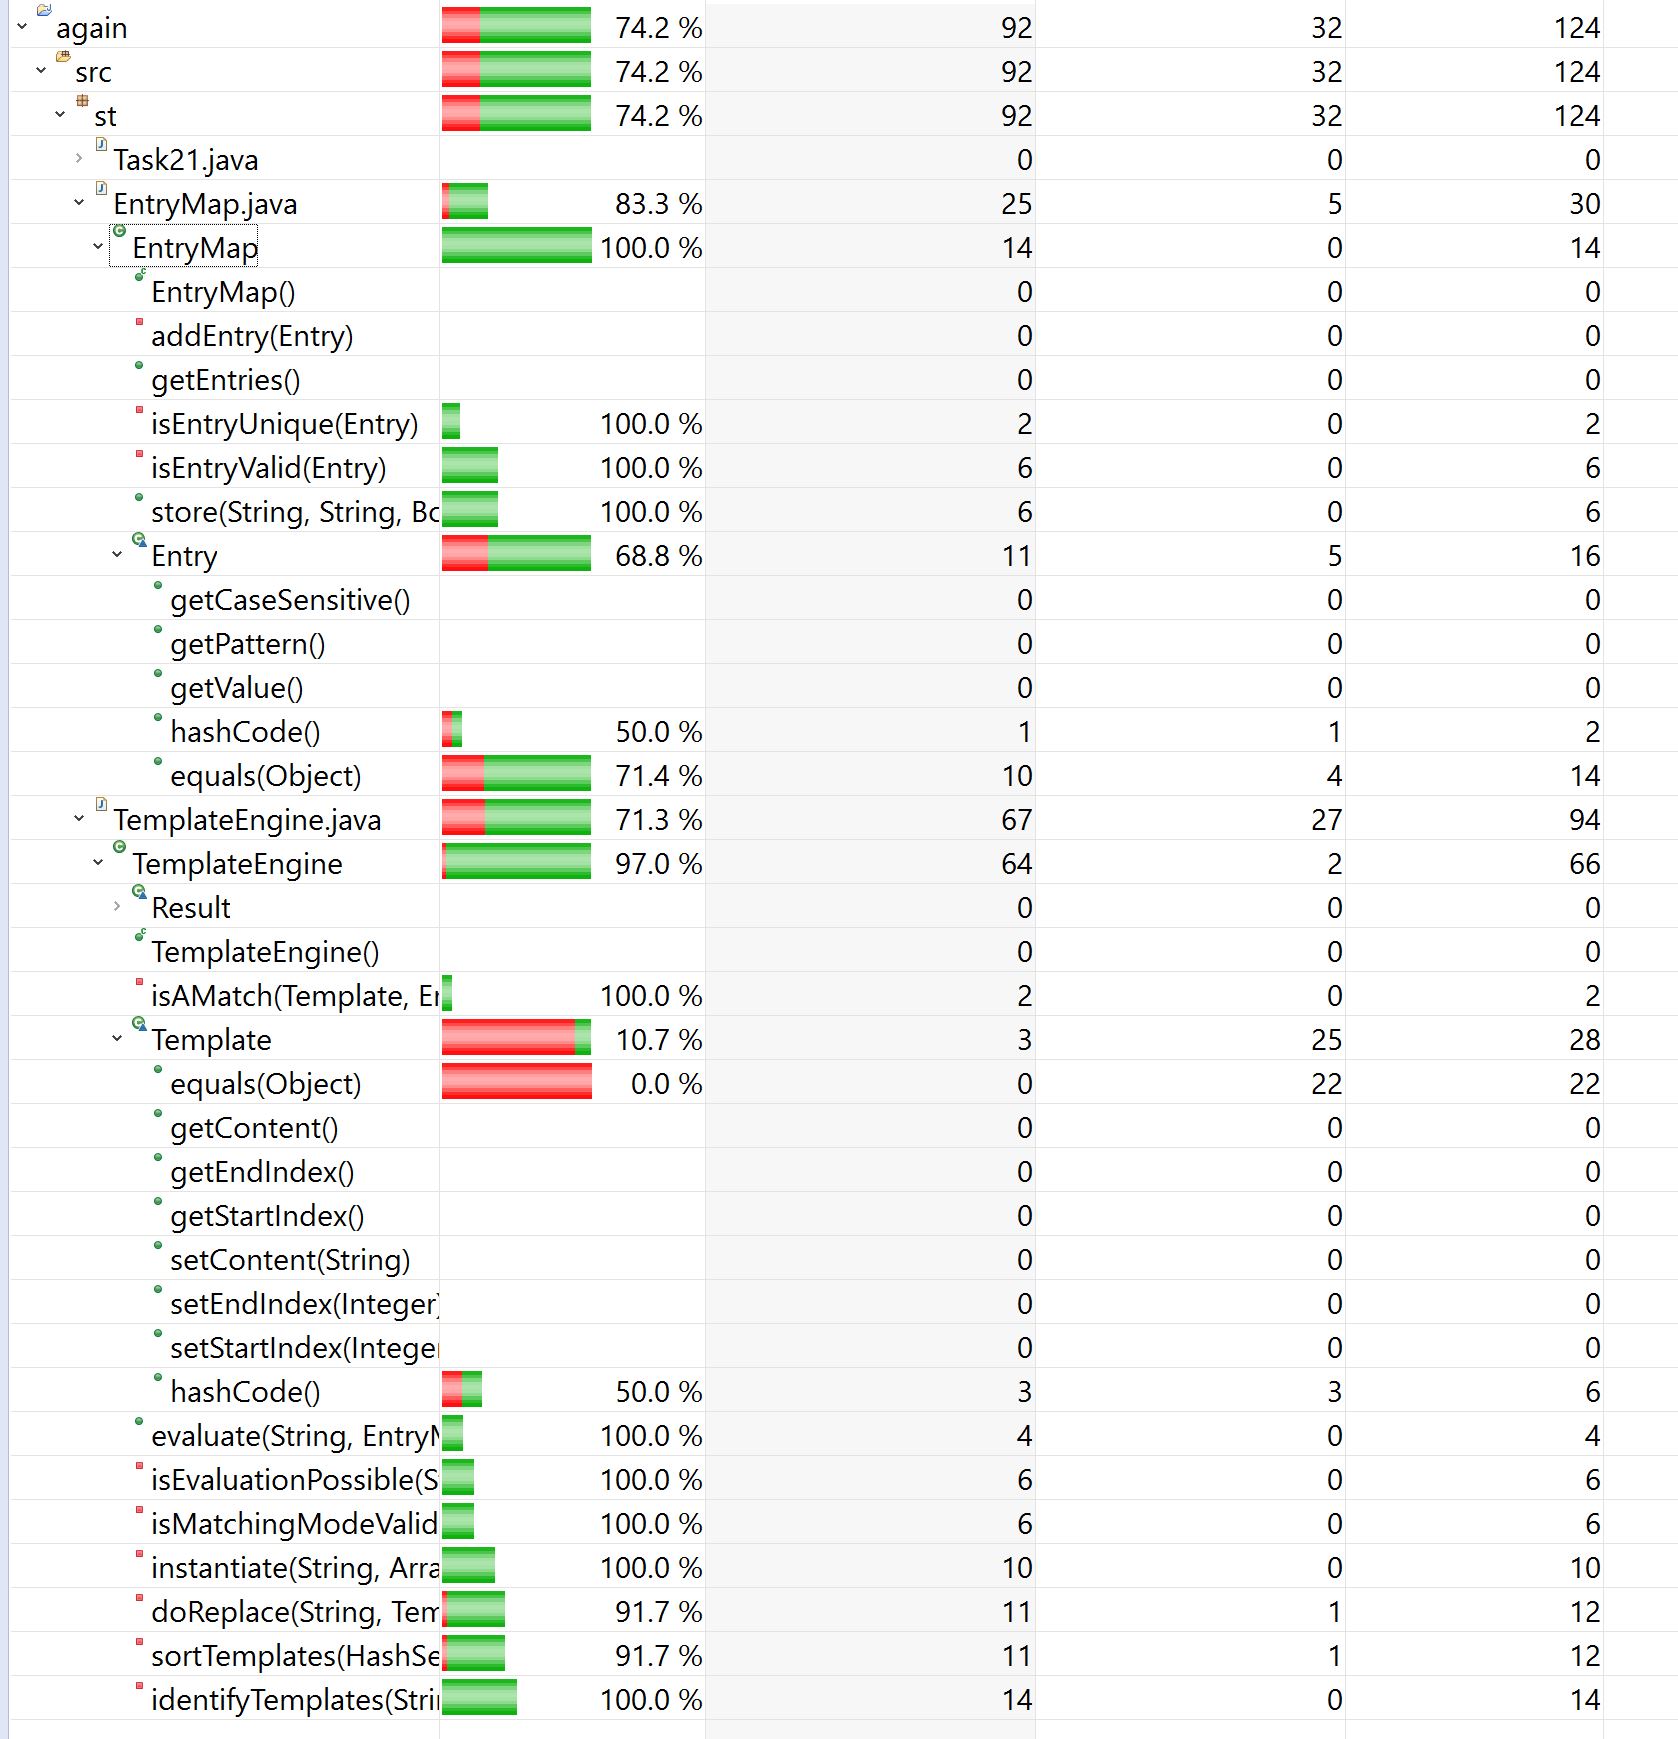 again 74.2 % 92 32 124
src 74.2 % 92 32 124
st 74.2 % 92 32 124
Task21.java 0 0 0
EntryMap.java 83.3 % 25 5 30
EntryMap 100.0 % 14 0 14
EntryMap() 0 0 0
addEntry(Entry) 0 0 0
getEntries() 0 0 0
isEntryUnique(Entry) 100.0 % 2 0 2
isEntryValid(Entry) 100.0 % 6 0 6
store(String, String, Bo 100.0 % 6 0 6
Entry 68.8 % 11 5 16
getCaseSensitive() 0 0 0
getPattern() 0 0 0
getValue() 0 0 0
hashCode() 50.0 % 1 1 2
equals(Object) 71.4 % 10 4 14
TemplateEngine.java 71.3 % 67 27 94
TemplateEngine 97.0 % 64 2 66
Result 0 0 0
TemplateEngine() 0 0 0
isAMatch(Template, En 100.0 % 2 0 2
Template 10.7 % 3 25 28
equals(Object) 0.0 % 0 22 22
getContent() 0 0 0
getEndIndex() 0 0 0
getStartIndex() 0 0 0
setContent(String) 0 0 0
setEndIndex(Integer) 0 0 0
setStartIndex(Integer 0 0 0
hashCode() 50.0 % 3 3 6
evaluate(String, EntryM 100.0 % 4 0 4
isEvaluationPossible(S 100.0 % 6 0 6
isMatchingModeValid 100.0 % 6 0 6
instantiate(String, Arra 100.0 % 10 0 10
doReplace(String, Tem 91.7 % 11 1 12
sortTemplates(HashSe 91.7 % 11 1 12
identifyTemplates(Stri 100.0 % 14 0 14